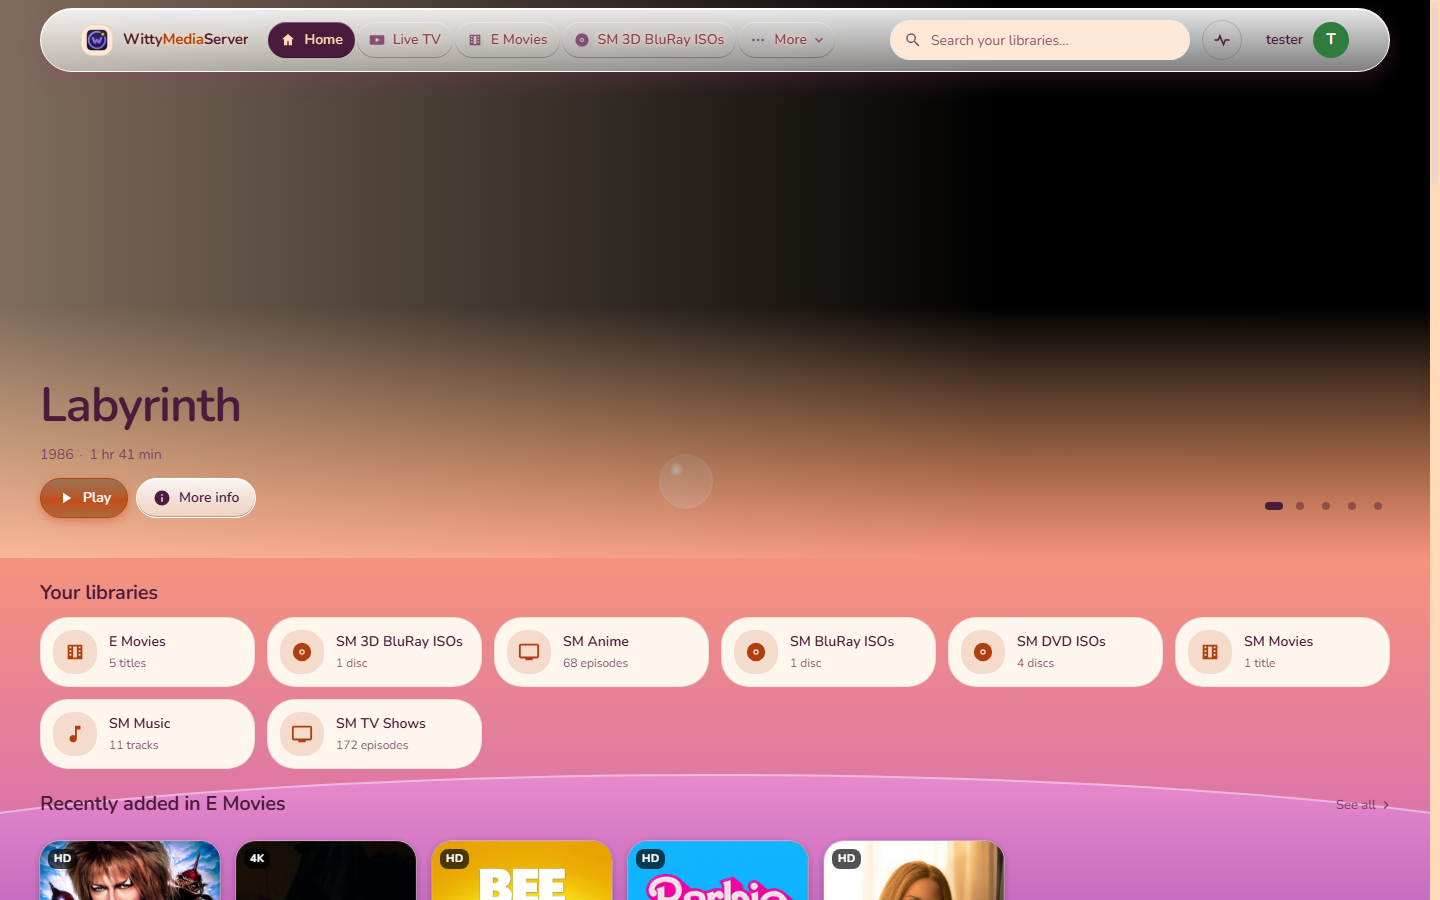 WittyMediaServer
Home
Live TV
E Movies
SM 3D BluRay ISOs
More
Search your libraries...
tester
T
Labyrinth
1986 · 1 hr 41 min
Play
More info
Your libraries
E Movies
5 titles
SM 3D BluRay ISOs
1 disc
SM Anime
68 episodes
SM BluRay ISOs
1 disc
SM DVD ISOs
4 discs
SM Movies
1 title
SM Music
11 tracks
SM TV Shows
172 episodes
Recently added in E Movies
See all
HD
4K
HD
BEE
HD
Barbie
HD